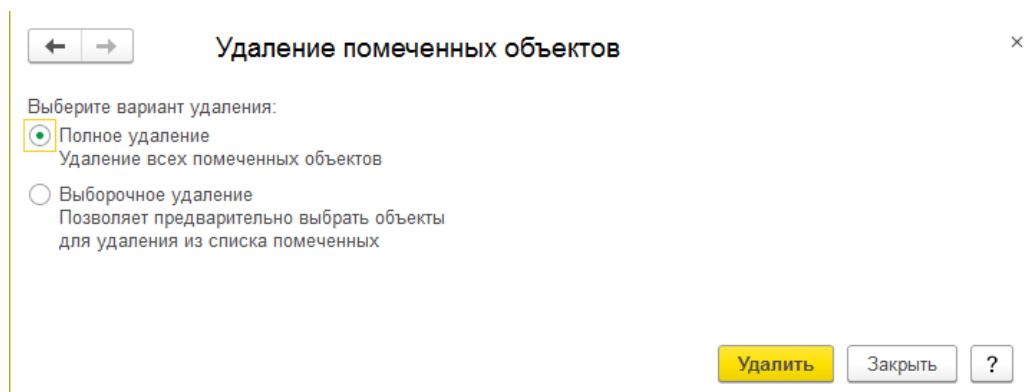 Удаление помеченных объектов
Выберите вариант удаления:
Полное удаление
Удаление всех помеченных объектов
Выборочное удаление
Позволяет предварительно выбрать объекты
для удаления из списка помеченных
Удалить Закрыть ?